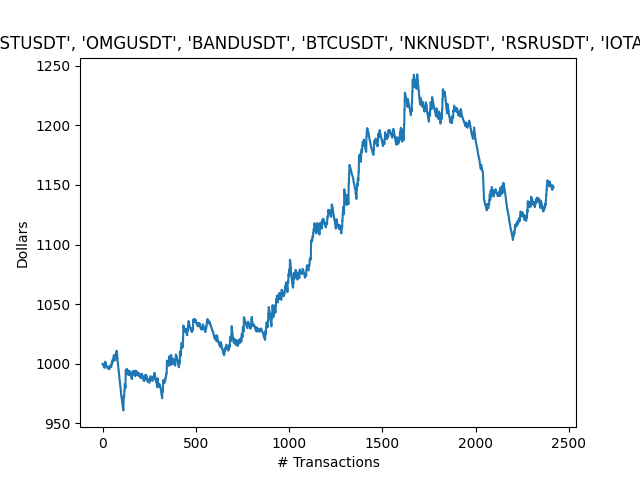 STUSDT', 'OMGUSDT', 'BANDUSDT', 'BTCUSDT', 'NKNUSDT', 'RSRUSDT', 'IOTA
1250
1200
1150
1100
1050
1000
950
Dollars
0 500 1000 1500 2000 2500
# Transactions